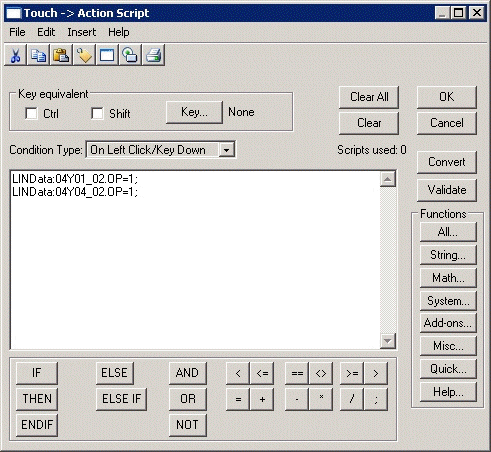 Touch -> Action Script
File Edit Insert Help
Key equivalent
Ctrl Shift Key... None
Clear All OK
Clear Cancel
Condition Type: On Left Click/Key Down Scripts used: 0
Convert
Validate
LINData:04Y01_02.OP=1;
LINData:04Y04_02.OP=1;
Functions
All...
String...
Math...
System...
Add-ons...
Misc...
Quick...
Help...
IF ELSE AND < <= == <> >= >
THEN ELSE IF OR = + - * / ;
ENDIF NOT